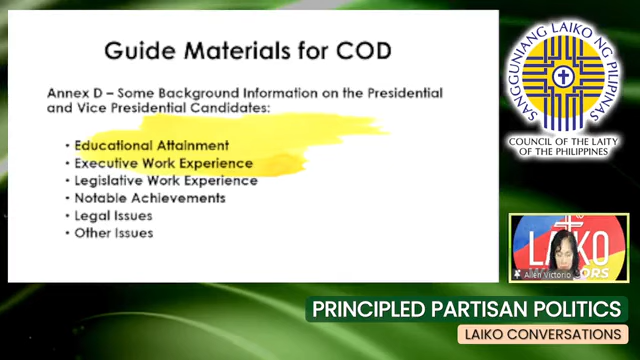 Guide Materials for COD
Annex D – Some Background Information on the Presidential
and Vice Presidential Candidates:
• Educational Attainment
• Executive Work Experience
• Legislative Work Experience
• Notable Achievements
• Legal Issues
• Other Issues
SANGGUNIANG LAIKO NG PILIPINAS
COUNCIL OF THE LAITY
OF THE PHILIPPINES
LAIKO
ORS
Allen Victorio
PRINCIPLED PARTISAN POLITICS
LAIKO CONVERSATIONS